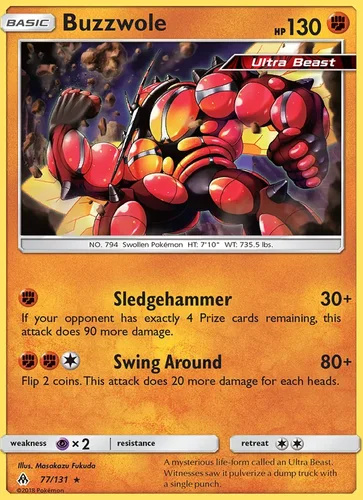 BASIC Buzzwole HP 130
Ultra Beast
NO. 794 Swollen Pokémon HT: 7'10" WT: 735.5 lbs.
Sledgehammer 30+
If your opponent has exactly 4 Prize cards remaining, this
attack does 90 more damage.
Swing Around 80+
Flip 2 coins. This attack does 20 more damage for each heads.
weakness ×2 resistance retreat
A mysterious life-form called an Ultra Beast.
Witnesses saw it pulverize a dump truck with
a single punch.
Illus. Masakazu Fukuda
77/131
©2018 Pokémon